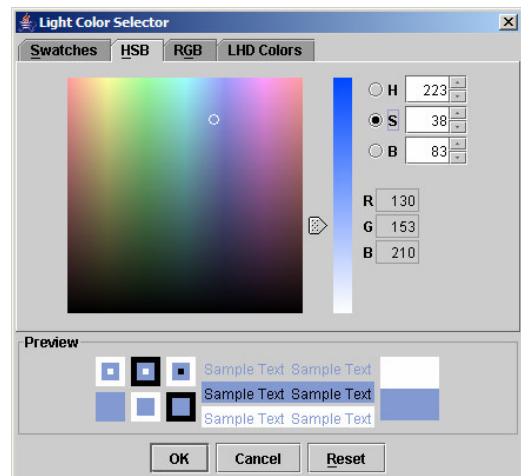 Light Color Selector
Swatches HSB RGB LHD Colors
H 223
S 38
B 83
R 130
G 153
B 210
Preview
Sample Text Sample Text
Sample Text Sample Text
Sample Text Sample Text
OK Cancel Reset